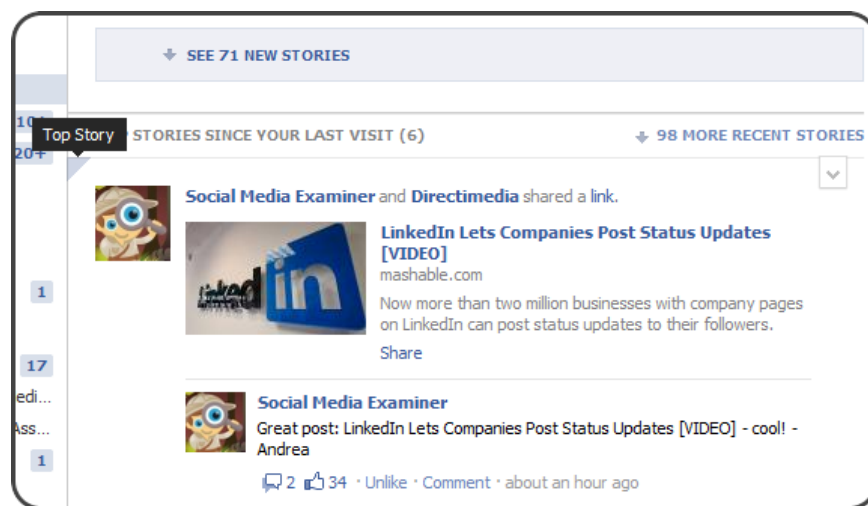 SEE 71 NEW STORIES
10+
Top Story
STORIES SINCE YOUR LAST VISIT (6)
98 MORE RECENT STORIES
20+
Social Media Examiner and Directimedia shared a link.
LinkedIn Lets Companies Post Status Updates
[VIDEO]
mashable.com
Now more than two million businesses with company pages
on LinkedIn can post status updates to their followers.
Share
in
Linked
1
17
edi...
Ass...
1
Social Media Examiner
Great post: LinkedIn Lets Companies Post Status Updates [VIDEO] - cool! -
Andrea
2 34 · Unlike · Comment · about an hour ago